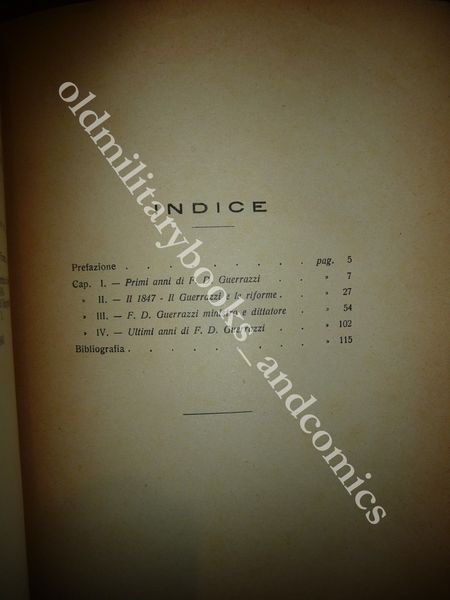 INDICE
Prefazione . . . . . . . . . pag. 5
Cap. I. — Primi anni di F. D. Guerrazzi . . » 7
» II. — Il 1847 - Il Guerrazzi e le riforme . . » 27
» III. — F. D. Guerrazzi ministro e dittatore . » 54
» IV. — Ultimi anni di F. D. Guerrazzi . . » 102
Bibliografia . . . . . . . . . » 115
oldmilitarybooks_andcomics